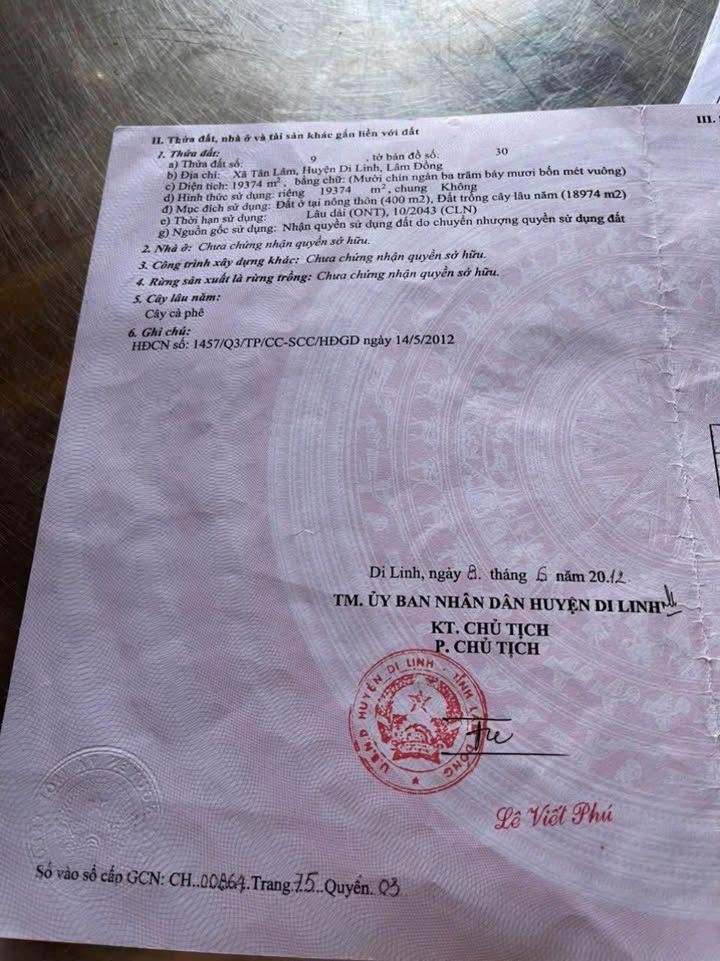 III.
II. Thửa đất, nhà ở và tài sản khác gắn liền với đất
1. Thửa đất:
a) Thửa đất số: 9 , tờ bản đồ số: 30
b) Địa chỉ: Xã Tân Lâm, Huyện Di Linh, Lâm Đồng
c) Diện tích: 19374 m², bằng chữ: (Mười chín ngàn ba trăm bảy mươi bốn mét vuông)
d) Hình thức sử dụng: riêng 19374 m², chung Không
đ) Mục đích sử dụng: Đất ở tại nông thôn (400 m2), Đất trồng cây lâu năm (18974 m2)
e) Thời hạn sử dụng: Lâu dài (ONT), 10/2043 (CLN)
g) Nguồn gốc sử dụng: Nhận quyền sử dụng đất do chuyển nhượng quyền sử dụng đất
2. Nhà ở: Chưa chứng nhận quyền sở hữu.
3. Công trình xây dựng khác: Chưa chứng nhận quyền sở hữu.
4. Rừng sản xuất là rừng trồng: Chưa chứng nhận quyền sở hữu.
5. Cây lâu năm:
Cây cà phê
6. Ghi chú:
HĐCN số: 1457/Q3/TP/CC-SCC/HĐGD ngày 14/5/2012
Di Linh, ngày 8. tháng 6 năm 20.12.
TM. ỦY BAN NHÂN DÂN HUYỆN DI LINH
KT. CHỦ TỊCH
P. CHỦ TỊCH
U.B.N.D HUYỆN DI LINH - TỈNH LÂM ĐỒNG
Lê Viết Phú
Số vào sổ cấp GCN: CH..00864.Trang.75..Quyển. 03